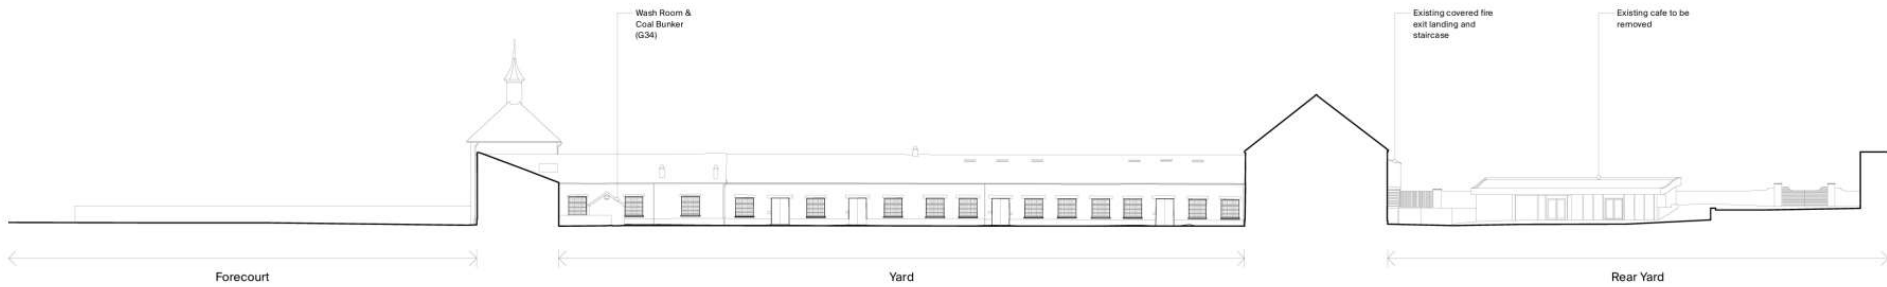 Wash Room &
Coal Bunker
(G34)
Existing covered fire
exit landing and
staircase
Existing cafe to be
removed
Forecourt
Yard
Rear Yard